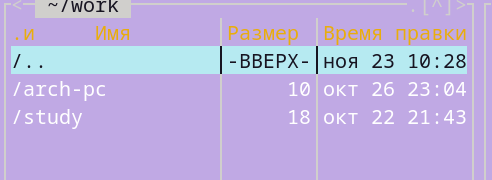 ~/work .[^]>
.и Имя Размер Время правки
/.. -ВВЕРХ- ноя 23 10:28
/arch-pc 10 окт 26 23:04
/study 18 окт 22 21:43